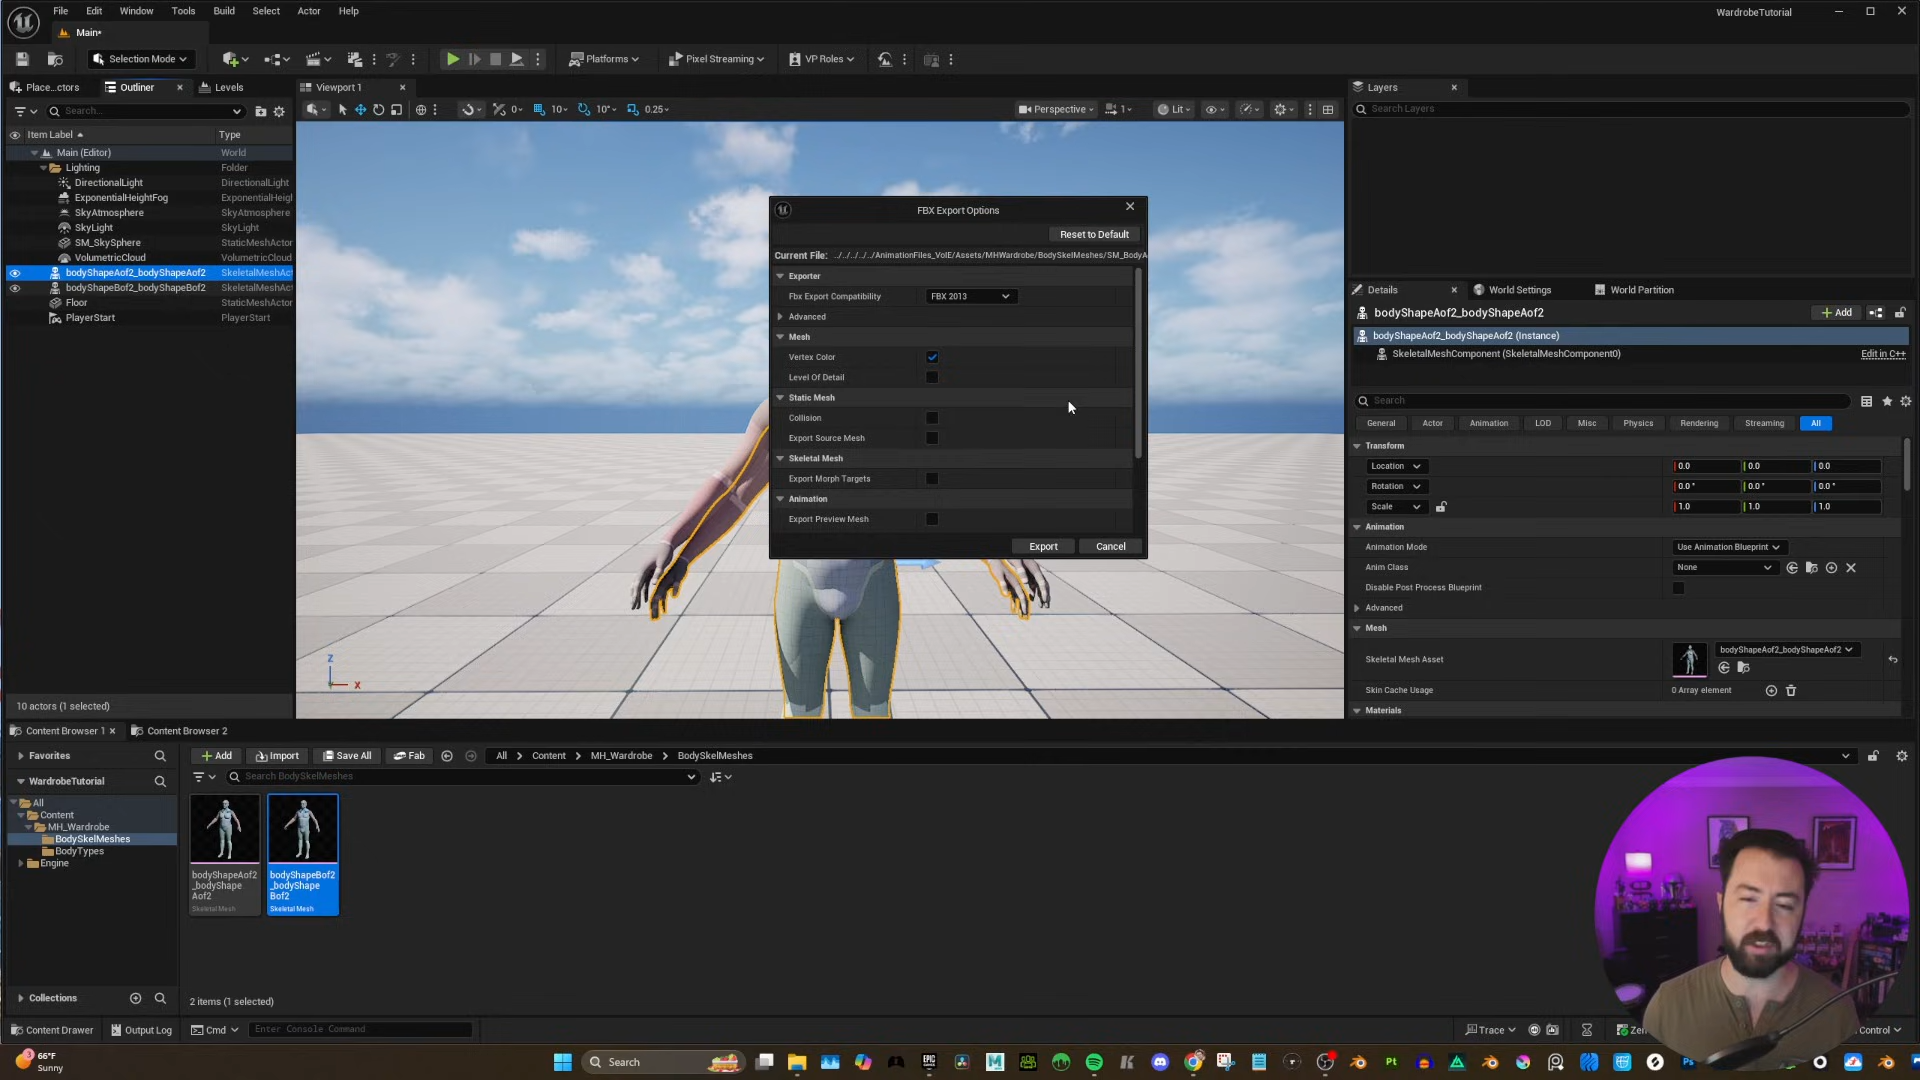 File Edit Window Tools Build Select Actor Help
WardrobeTutorial
Main*
Selection Mode
Platforms
Pixel Streaming
VP Roles
Place...ctors
Outliner
Levels
Viewport 1
Layers
Search...
0
10
10°
0.25
Perspective
1
Lit
Search Layers
Item Label
Type
Main (Editor) World
Lighting Folder
DirectionalLight DirectionalLight
ExponentialHeightFog ExponentialHeigh
SkyAtmosphere SkyAtmosphere
SkyLight SkyLight
SM_SkySphere StaticMeshActor
VolumetricCloud VolumetricCloud
bodyShapeAof2_bodyShapeAof2 SkeletalMeshAct
bodyShapeBof2_bodyShapeBof2 SkeletalMeshAct
Floor StaticMeshActor
PlayerStart PlayerStart
10 actors (1 selected)
FBX Export Options
Reset to Default
Current File: ../../../../../AnimationFiles_VolE/Assets/MHWardrobe/BodySkelMeshes/SM_BodyA
Exporter
Fbx Export Compatibility FBX 2013
Advanced
Mesh
Vertex Color
Level Of Detail
Static Mesh
Collision
Export Source Mesh
Skeletal Mesh
Export Morph Targets
Animation
Export Preview Mesh
Export Cancel
Z
X
Details
World Settings
World Partition
bodyShapeAof2_bodyShapeAof2
Add
bodyShapeAof2_bodyShapeAof2 (Instance)
SkeletalMeshComponent (SkeletalMeshComponent0) Edit in C++
Search
General Actor Animation LOD Misc Physics Rendering Streaming All
Transform
Location 0.0 0.0 0.0
Rotation 0.0 ° 0.0 ° 0.0 °
Scale 1.0 1.0 1.0
Animation
Animation Mode Use Animation Blueprint
Anim Class None
Disable Post Process Blueprint
Advanced
Mesh
Skeletal Mesh Asset bodyShapeAof2_bodyShapeAof2
Skin Cache Usage 0 Array element
Materials
Content Browser 1
Content Browser 2
Favorites
Add Import Save All Fab All Content MH_Wardrobe BodySkelMeshes
WardrobeTutorial
Search BodySkelMeshes
All
Content
MH_Wardrobe
BodySkelMeshes
BodyTypes
Engine
Collections
bodyShapeAof2
_bodyShape
Aof2
Skeletal Mesh
bodyShapeBof2
_bodyShape
Bof2
Skeletal Mesh
2 items (1 selected)
Content Drawer Output Log Cmd Enter Console Command
Trace
Zen
Control
66°F
Sunny
Search